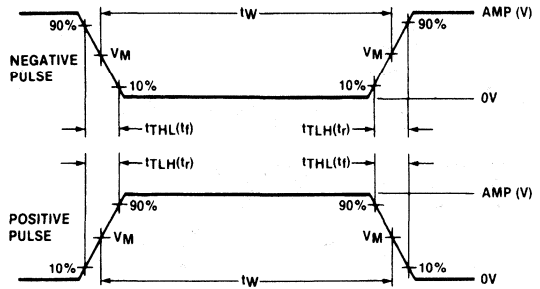 tW
AMP (V)
90%
90%
NEGATIVE
PULSE
VM
VM
10%
10%
0V
tTHL(tf)
tTLH(tr)
tTLH(tr)
tTHL(tf)
AMP (V)
90%
90%
POSITIVE
PULSE
VM
VM
10%
10%
tW
0V